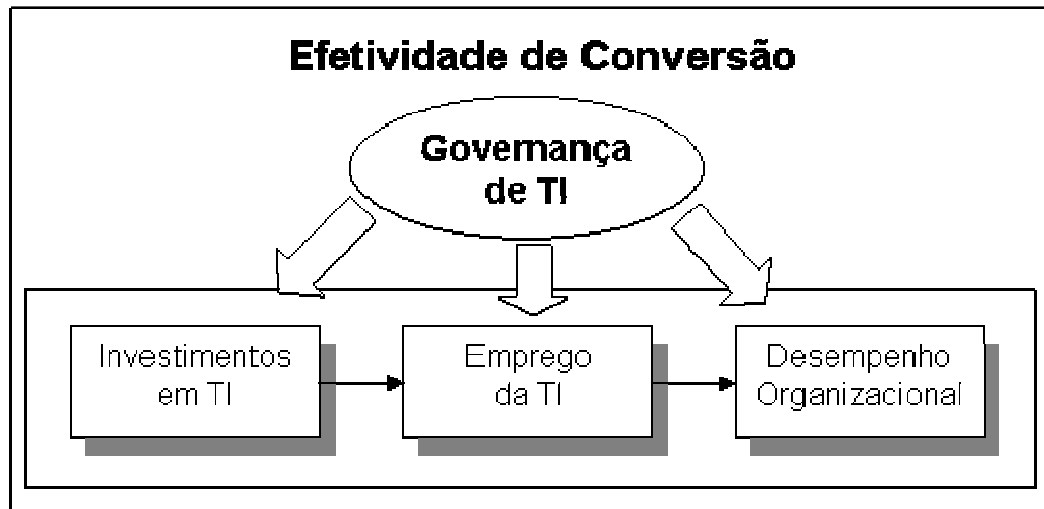 Efetividade de Conversão
Governança
de TI
Investimentos
em TI
Emprego
da TI
Desempenho
Organizacional